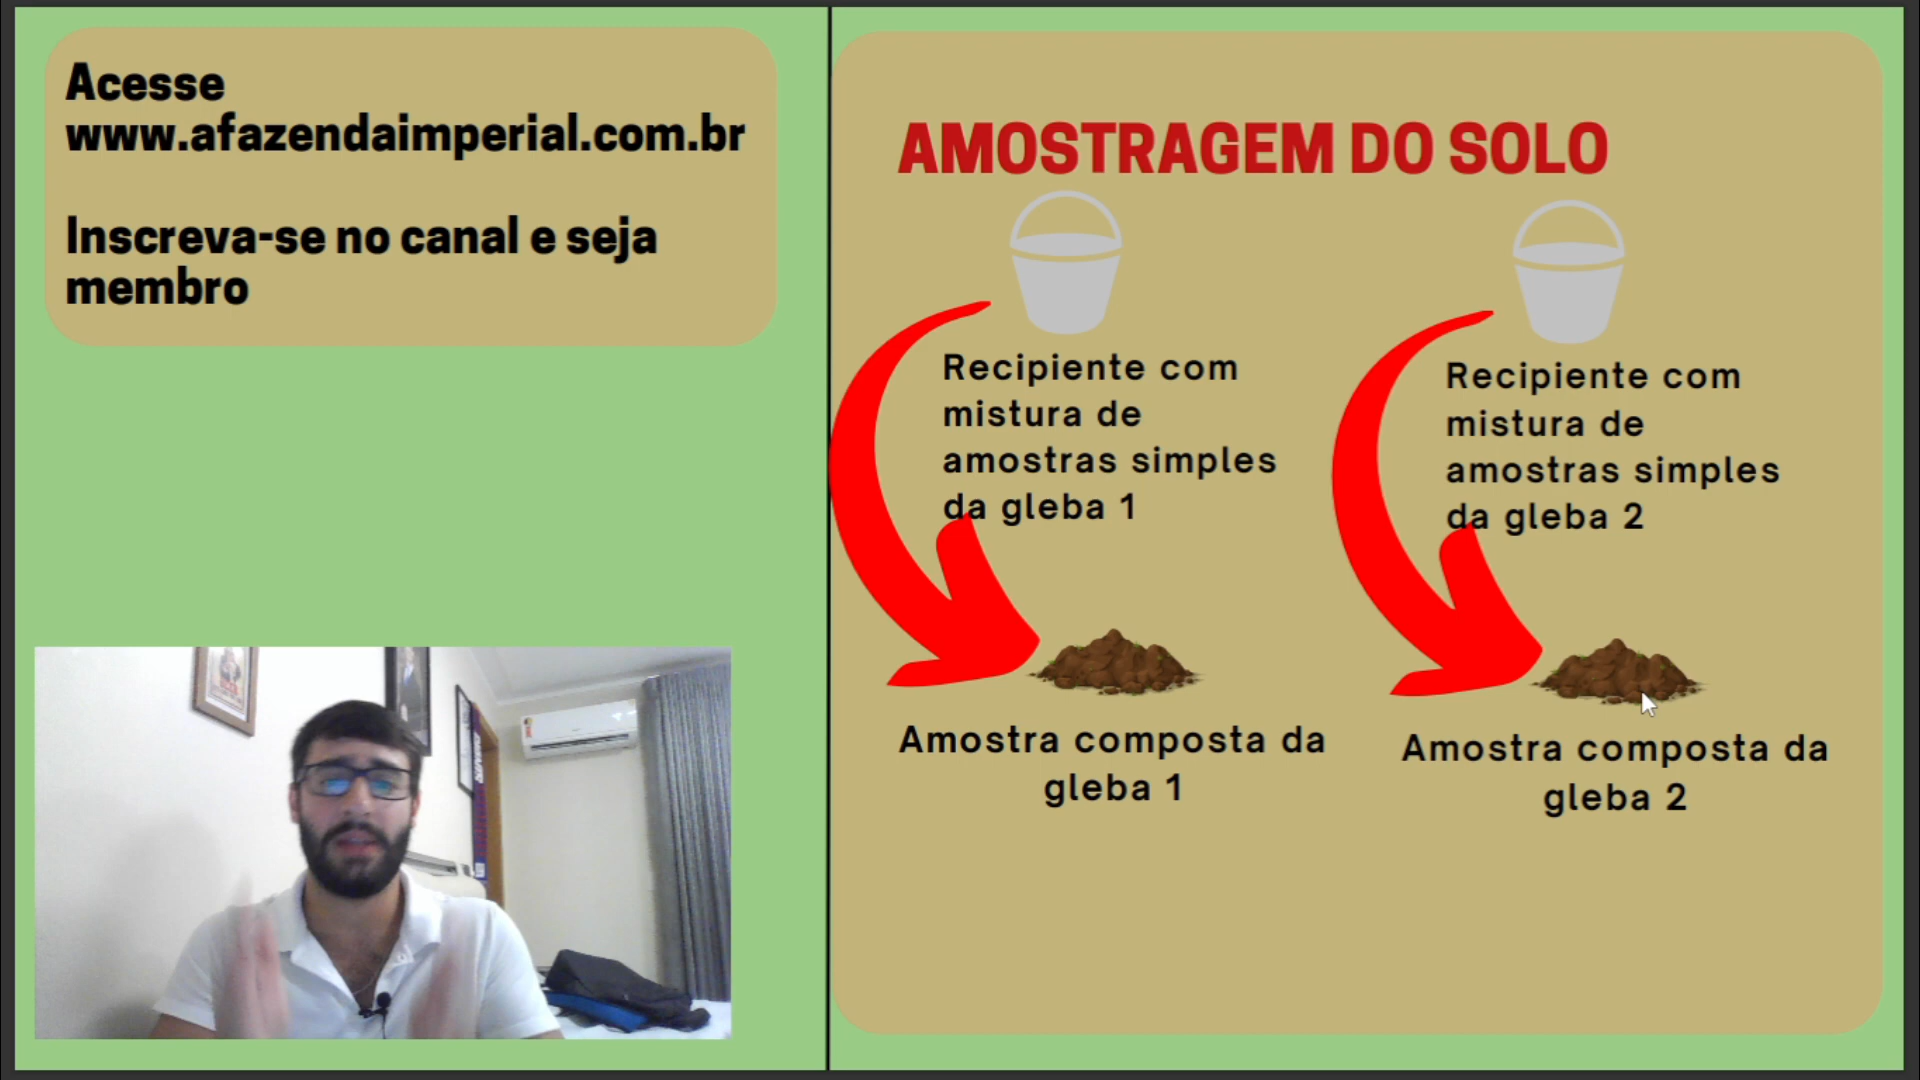 Acesse
www.afazendaimperial.com.br
Inscreva-se no canal e seja
membro
AMOSTRAGEM DO SOLO
Recipiente com
mistura de
amostras simples
da gleba 1
Recipiente com
mistura de
amostras simples
da gleba 2
Amostra composta da
gleba 1
Amostra composta da
gleba 2